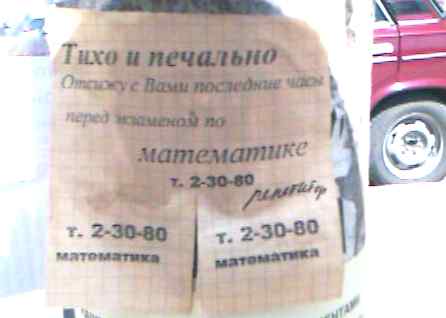 Тихо и печально
Отсижу с Вами последние часы
перед экзаменом по
математике
т. 2-30-80
репетитор
т. 2-30-80
математика
т. 2-30-80
математика